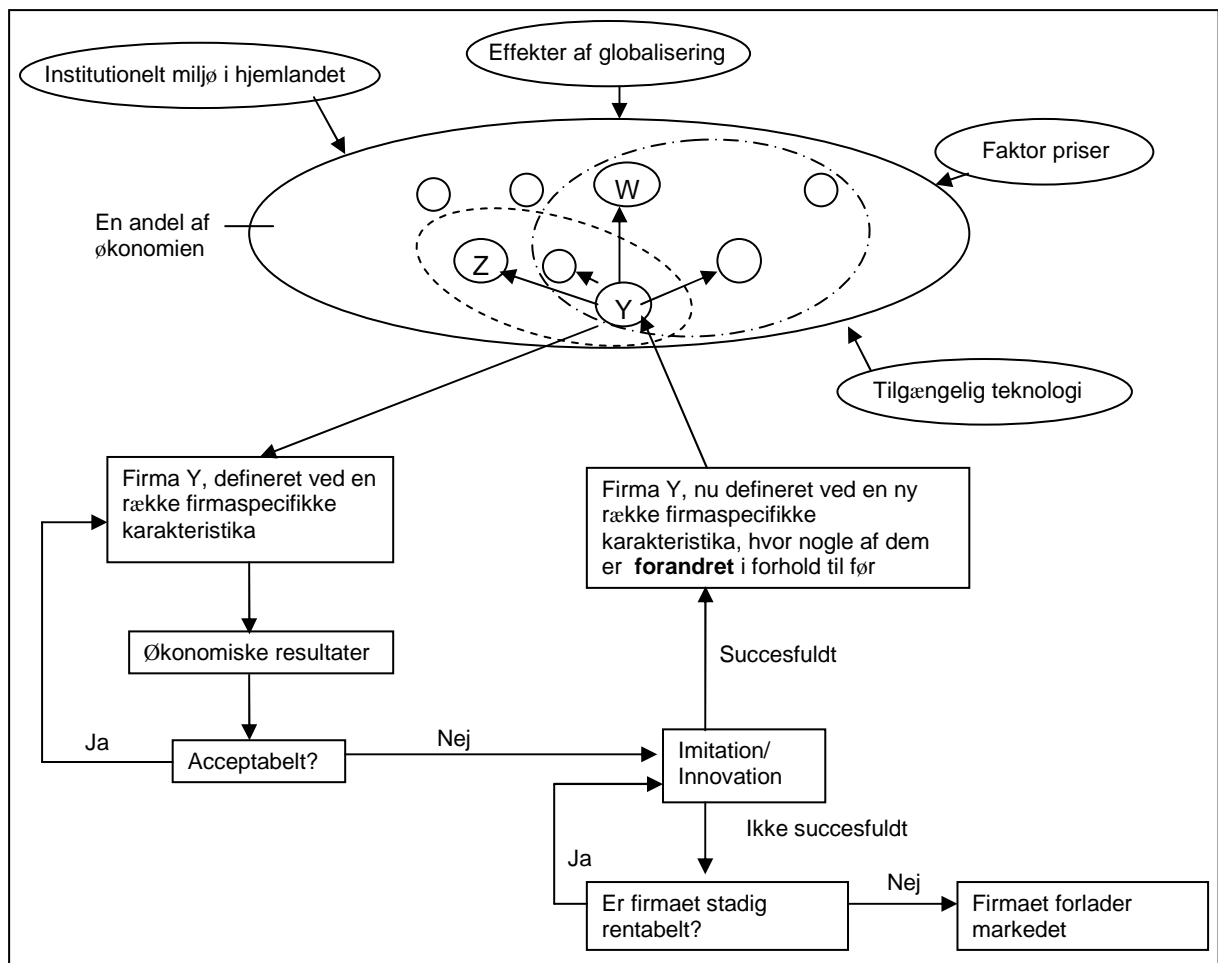 Effekter af globalisering
Institutionelt miljø i hjemlandet
Faktor priser
W
En andel af
økonomien
Z
Y
Tilgængelig teknologi
Firma Y, defineret ved en
række firmaspecifikke
karakteristika
Firma Y, nu defineret ved en ny
række firmaspecifikke
karakteristika, hvor nogle af dem
er forandret i forhold til før
Økonomiske resultater
Succesfuldt
Ja
Acceptabelt?
Nej
Imitation/
Innovation
Ikke succesfuldt
Ja
Er firmaet stadig
rentabelt?
Nej
Firmaet forlader
markedet